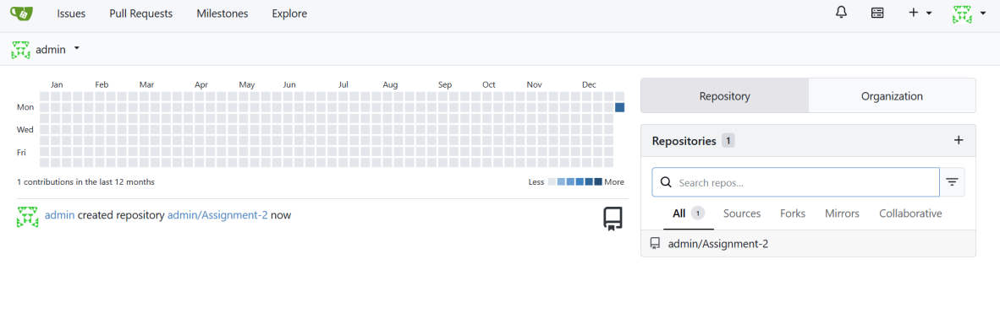 Issues Pull Requests Milestones Explore
admin
Jan Feb Mar Apr May Jun Jul Aug Sep Oct Nov Dec
Mon
Wed
Fri
1 contributions in the last 12 months Less More
admin created repository admin/Assignment-2 now
Repository Organization
Repositories 1
Search repos...
All 1 Sources Forks Mirrors Collaborative
admin/Assignment-2